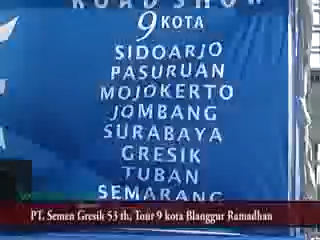 ROADSHOW
9 KOTA
SIDOARJO
PASURUAN
MOJOKERTO
JOMBANG
SURABAYA
GRESIK
TUBAN
SEMARANG
PT. Semen Gresik 53 th, Tour 9 kota Blanggur Ramadhan